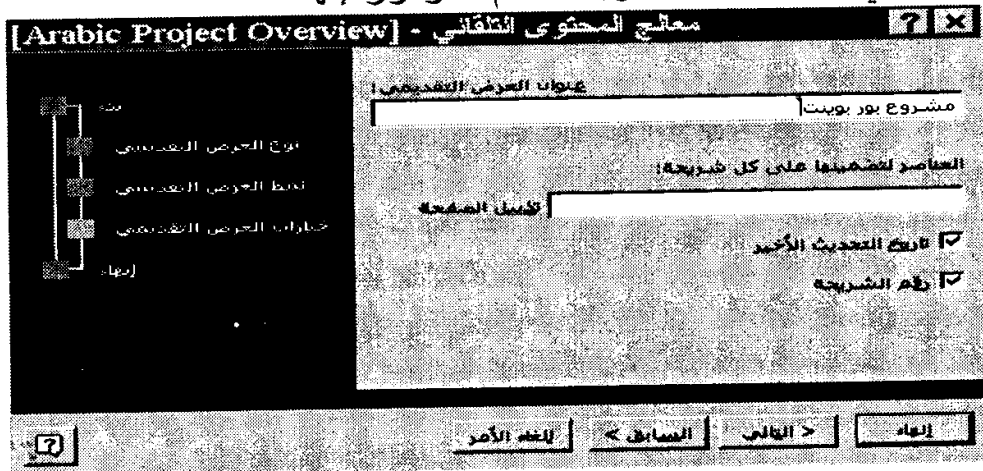 معالج المحتوى التلقائي - [Arabic Project Overview]
عنوان العرض التقديمي:
مشروع بور بوينت
العناصر لتضمينها على كل شريحة:
تذييل الصفحة
تاريخ التحديث الأخير
رقم الشريحة
بدء
نوع العرض التقديمي
نمط العرض التقديمي
خيارات العرض التقديمي
إنهاء
إنهاء
التالي >
السابق <
إلغاء الأمر